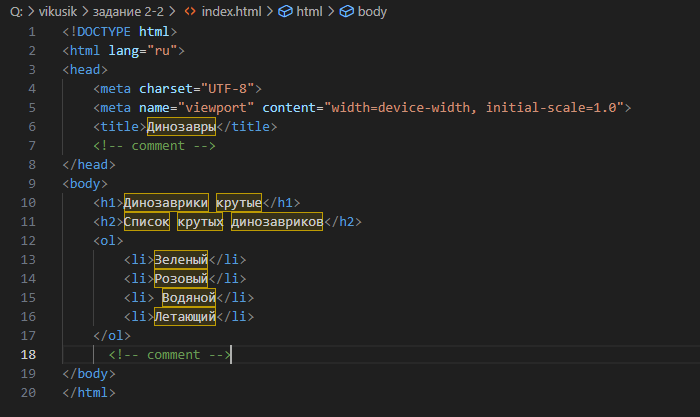 Q: > vikusik > задание 2-2 > <> index.html > html > body
1 <!DOCTYPE html>
2 <html lang="ru">
3 <head>
4 <meta charset="UTF-8">
5 <meta name="viewport" content="width=device-width, initial-scale=1.0">
6 <title>Динозавры</title>
7 <!-- comment -->
8 </head>
9 <body>
10 <h1>Динозаврики крутые</h1>
11 <h2>Список крутых динозавриков</h2>
12 <ol>
13 <li>Зеленый</li>
14 <li>Розовый</li>
15 <li> Водяной</li>
16 <li>Летающий</li>
17 </ol>
18 <!-- comment -->
19 </body>
20 </html>